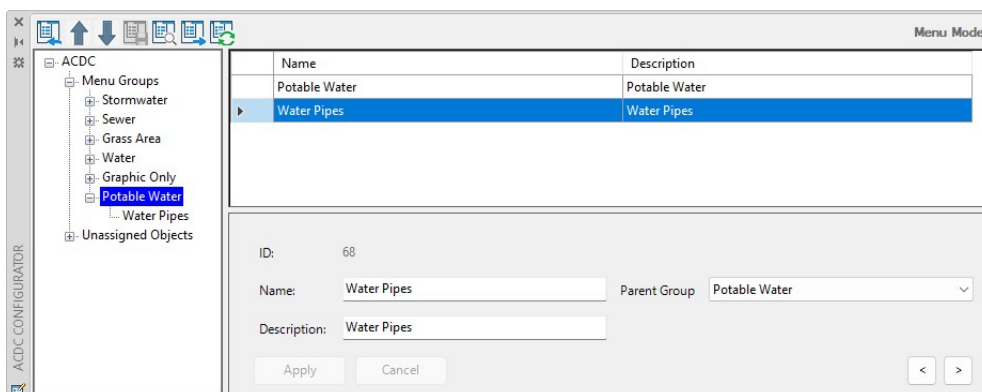 Menu Mode
ACDC
Menu Groups
Stormwater
Sewer
Grass Area
Water
Graphic Only
Potable Water
Water Pipes
Unassigned Objects
Name Description
Potable Water Potable Water
Water Pipes Water Pipes
ID: 68
Name: Water Pipes Parent Group Potable Water
Description: Water Pipes
Apply Cancel < >
ACDC CONFIGURATOR